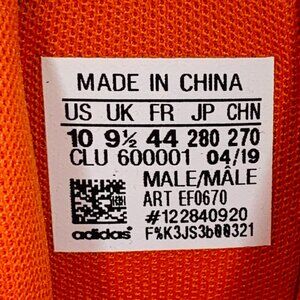 MADE IN CHINA
US UK FR JP CHN
10 9½ 44 280 270
CLU 600001 04/19
MALE/MÂLE
ART EF0670
#122840920
adidas F%K3JS3b00321